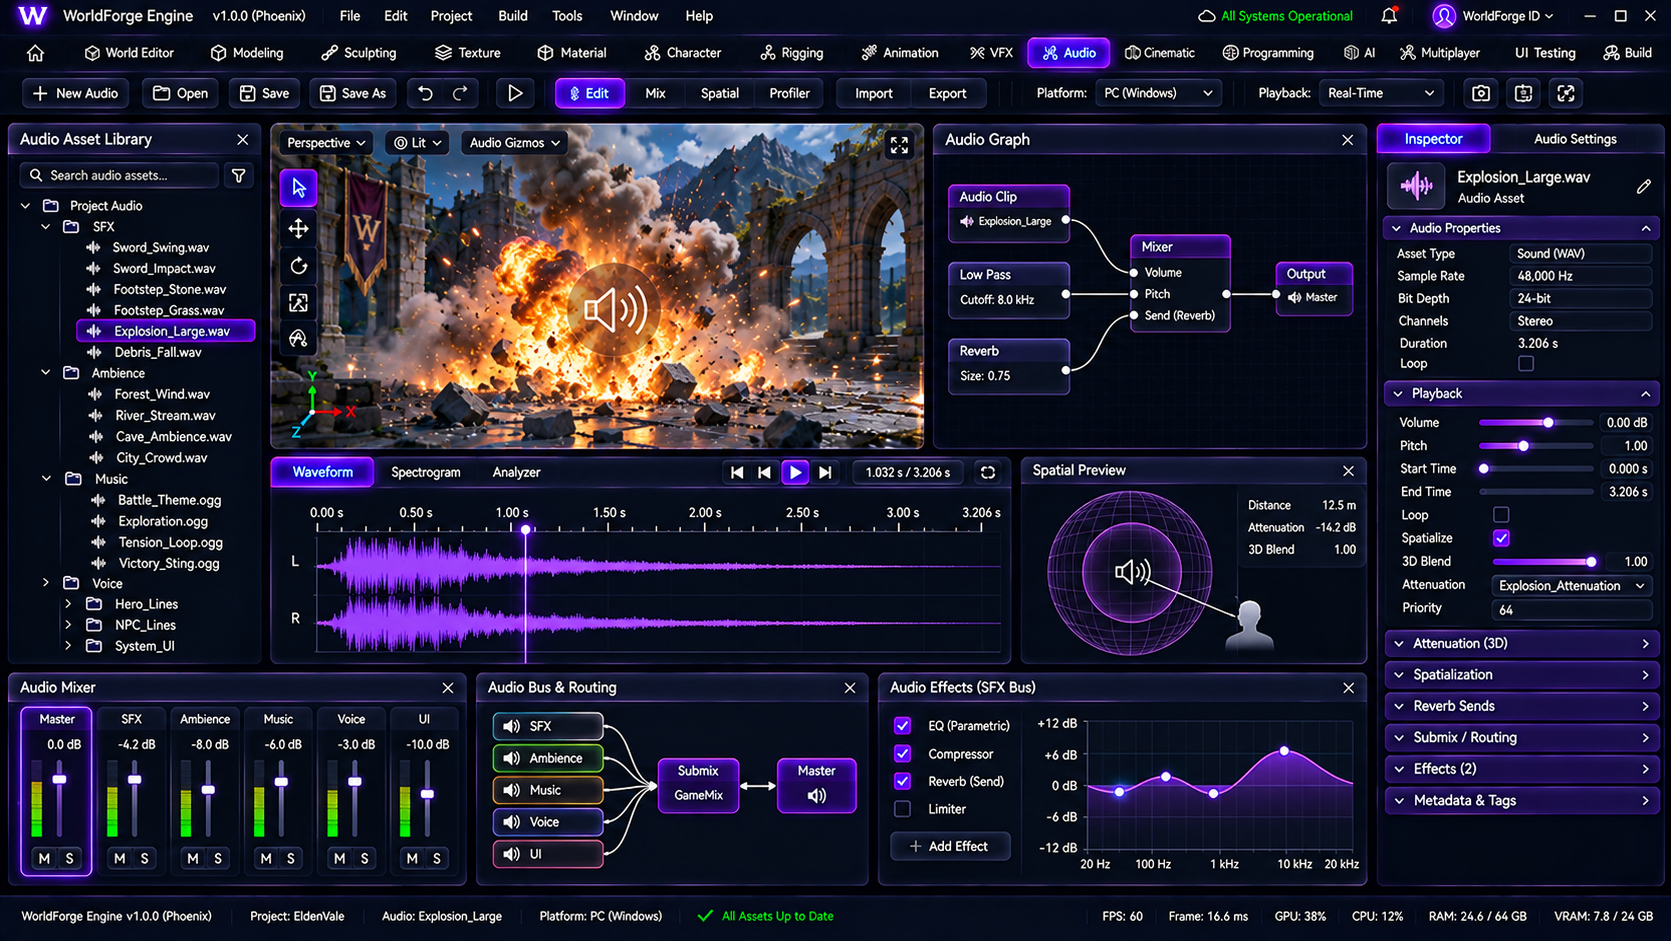 W WorldForge Engine v1.0.0 (Phoenix) File Edit Project Build Tools Window Help All Systems Operational WorldForge ID
World Editor Modeling Sculpting Texture Material Character Rigging Animation VFX Audio Cinematic Programming AI Multiplayer UI Testing Build
New Audio Open Save Save As Edit Mix Spatial Profiler Import Export Platform: PC (Windows) Playback: Real-Time
Audio Asset Library
Search audio assets...
Project Audio
SFX
Sword_Swing.wav
Sword_Impact.wav
Footstep_Stone.wav
Footstep_Grass.wav
Explosion_Large.wav
Debris_Fall.wav
Ambience
Forest_Wind.wav
River_Stream.wav
Cave_Ambience.wav
City_Crowd.wav
Music
Battle_Theme.ogg
Exploration.ogg
Tension_Loop.ogg
Victory_Sting.ogg
Voice
Hero_Lines
NPC_Lines
System_UI
Perspective Lit Audio Gizmos
W
Y
X
Z
Audio Graph
Audio Clip
Explosion_Large
Low Pass
Cutoff: 8.0 kHz
Reverb
Size: 0.75
Mixer
Volume
Pitch
Send (Reverb)
Output
Master
Waveform Spectrogram Analyzer 1.032 s / 3.206 s
0.00 s 0.50 s 1.00 s 1.50 s 2.00 s 2.50 s 3.00 s 3.206 s
L
R
Spatial Preview
Distance 12.5 m
Attenuation -14.2 dB
3D Blend 1.00
Inspector Audio Settings
Explosion_Large.wav
Audio Asset
Audio Properties
Asset Type Sound (WAV)
Sample Rate 48,000 Hz
Bit Depth 24-bit
Channels Stereo
Duration 3.206 s
Loop
Playback
Volume 0.00 dB
Pitch 1.00
Start Time 0.000 s
End Time 3.206 s
Loop
Spatialize
3D Blend 1.00
Attenuation Explosion_Attenuation
Priority 64
Attenuation (3D)
Spatialization
Reverb Sends
Submix / Routing
Effects (2)
Metadata & Tags
Audio Mixer
Master SFX Ambience Music Voice UI
0.0 dB -4.2 dB -8.0 dB -6.0 dB -3.0 dB -10.0 dB
M S M S M S M S M S M S
Audio Bus & Routing
SFX
Ambience
Music
Voice
UI
Submix
GameMix
Master
Audio Effects (SFX Bus)
EQ (Parametric)
Compressor
Reverb (Send)
Limiter
Add Effect
+12 dB
+6 dB
0 dB
-6 dB
-12 dB
20 Hz 100 Hz 1 kHz 10 kHz 20 kHz
WorldForge Engine v1.0.0 (Phoenix) Project: EldenVale Audio: Explosion_Large Platform: PC (Windows) All Assets Up to Date FPS: 60 Frame: 16.6 ms GPU: 38% CPU: 12% RAM: 24.6 / 64 GB VRAM: 7.8 / 24 GB